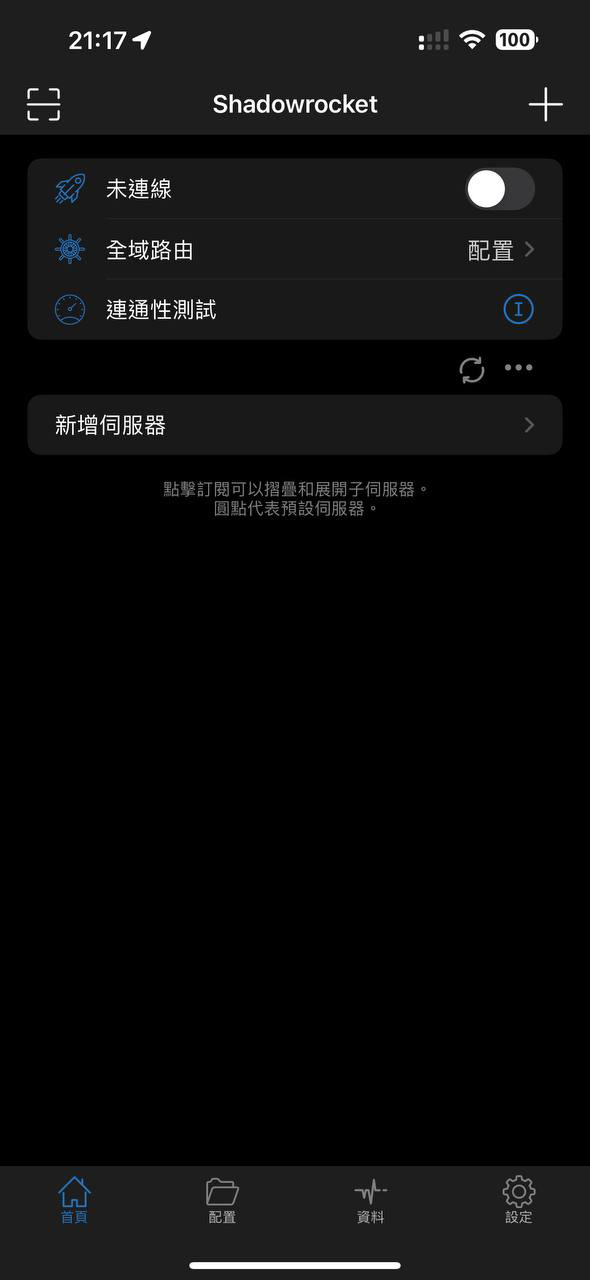 21:17
100
Shadowrocket
未連線
全域路由 配置
連通性測試
新增伺服器
點擊訂閱可以摺疊和展開子伺服器。
圓點代表預設伺服器。
首頁 配置 資料 設定